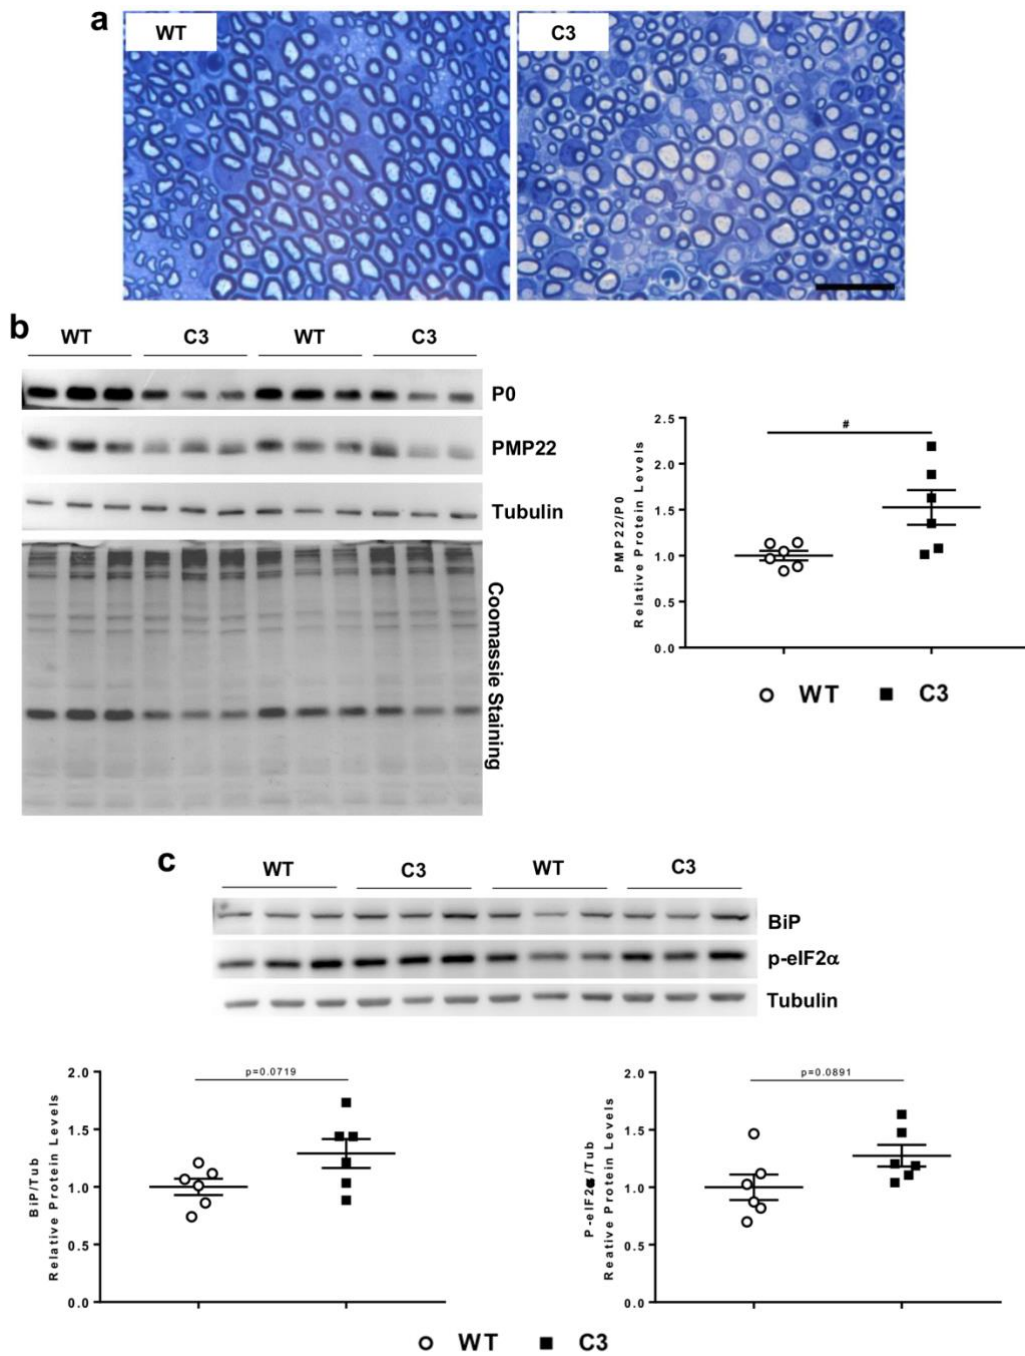 a
WT
C3
b
WT C3 WT C3
P0
PMP22
Tubulin
Coomassie Staining
PMP22/P0
Relative Protein Levels
2.5
2.0
1.5
1.0
0.5
0.0
#
WT C3
c
WT C3 WT C3
BiP
p-eIF2α
Tubulin
BiP/Tub
Relative Protein Levels
2.0
1.5
1.0
0.5
0.0
p=0.0719
P-eIF2α/Tub
Reative Protein Levels
2.0
1.5
1.0
0.5
0.0
p=0.0891
WT C3